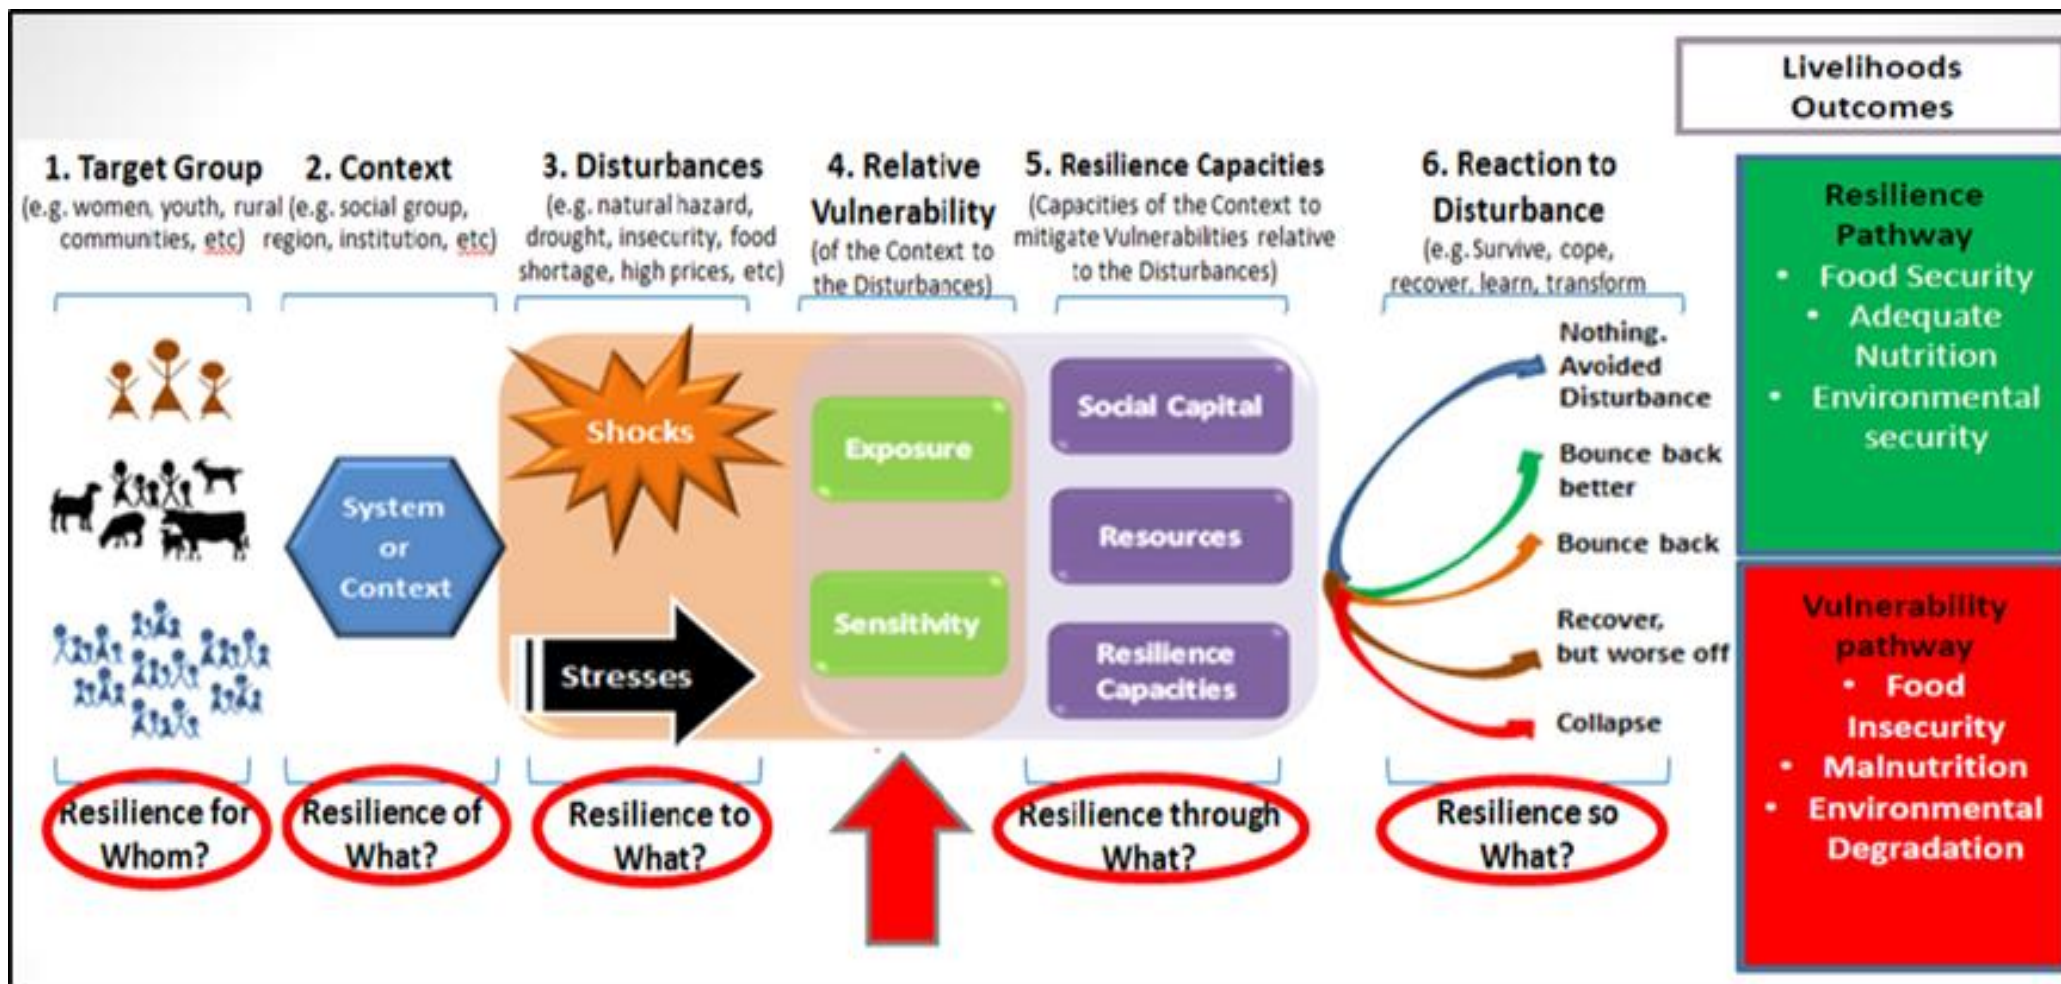 Livelihoods
Outcomes
1. Target Group
(e.g. women, youth, rural
communities, etc)
2. Context
(e.g. social group,
region, institution, etc)
3. Disturbances
(e.g. natural hazard,
drought, insecurity, food
shortage, high prices, etc)
4. Relative
Vulnerability
(of the Context to
the Disturbances)
5. Resilience Capacities
(Capacities of the Context to
mitigate Vulnerabilities relative
to the Disturbances)
6. Reaction to
Disturbance
(e.g. Survive, cope,
recover, learn, transform
System
or
Context
Shocks
Stresses
Exposure
Sensitivity
Social Capital
Resources
Resilience
Capacities
Nothing.
Avoided
Disturbance
Bounce back
better
Bounce back
Recover,
but worse off
Collapse
Resilience for
Whom?
Resilience of
What?
Resilience to
What?
Resilience through
What?
Resilience so
What?
Resilience
Pathway
• Food Security
• Adequate
Nutrition
• Environmental
security
Vulnerability
pathway
• Food
Insecurity
• Malnutrition
• Environmental
Degradation